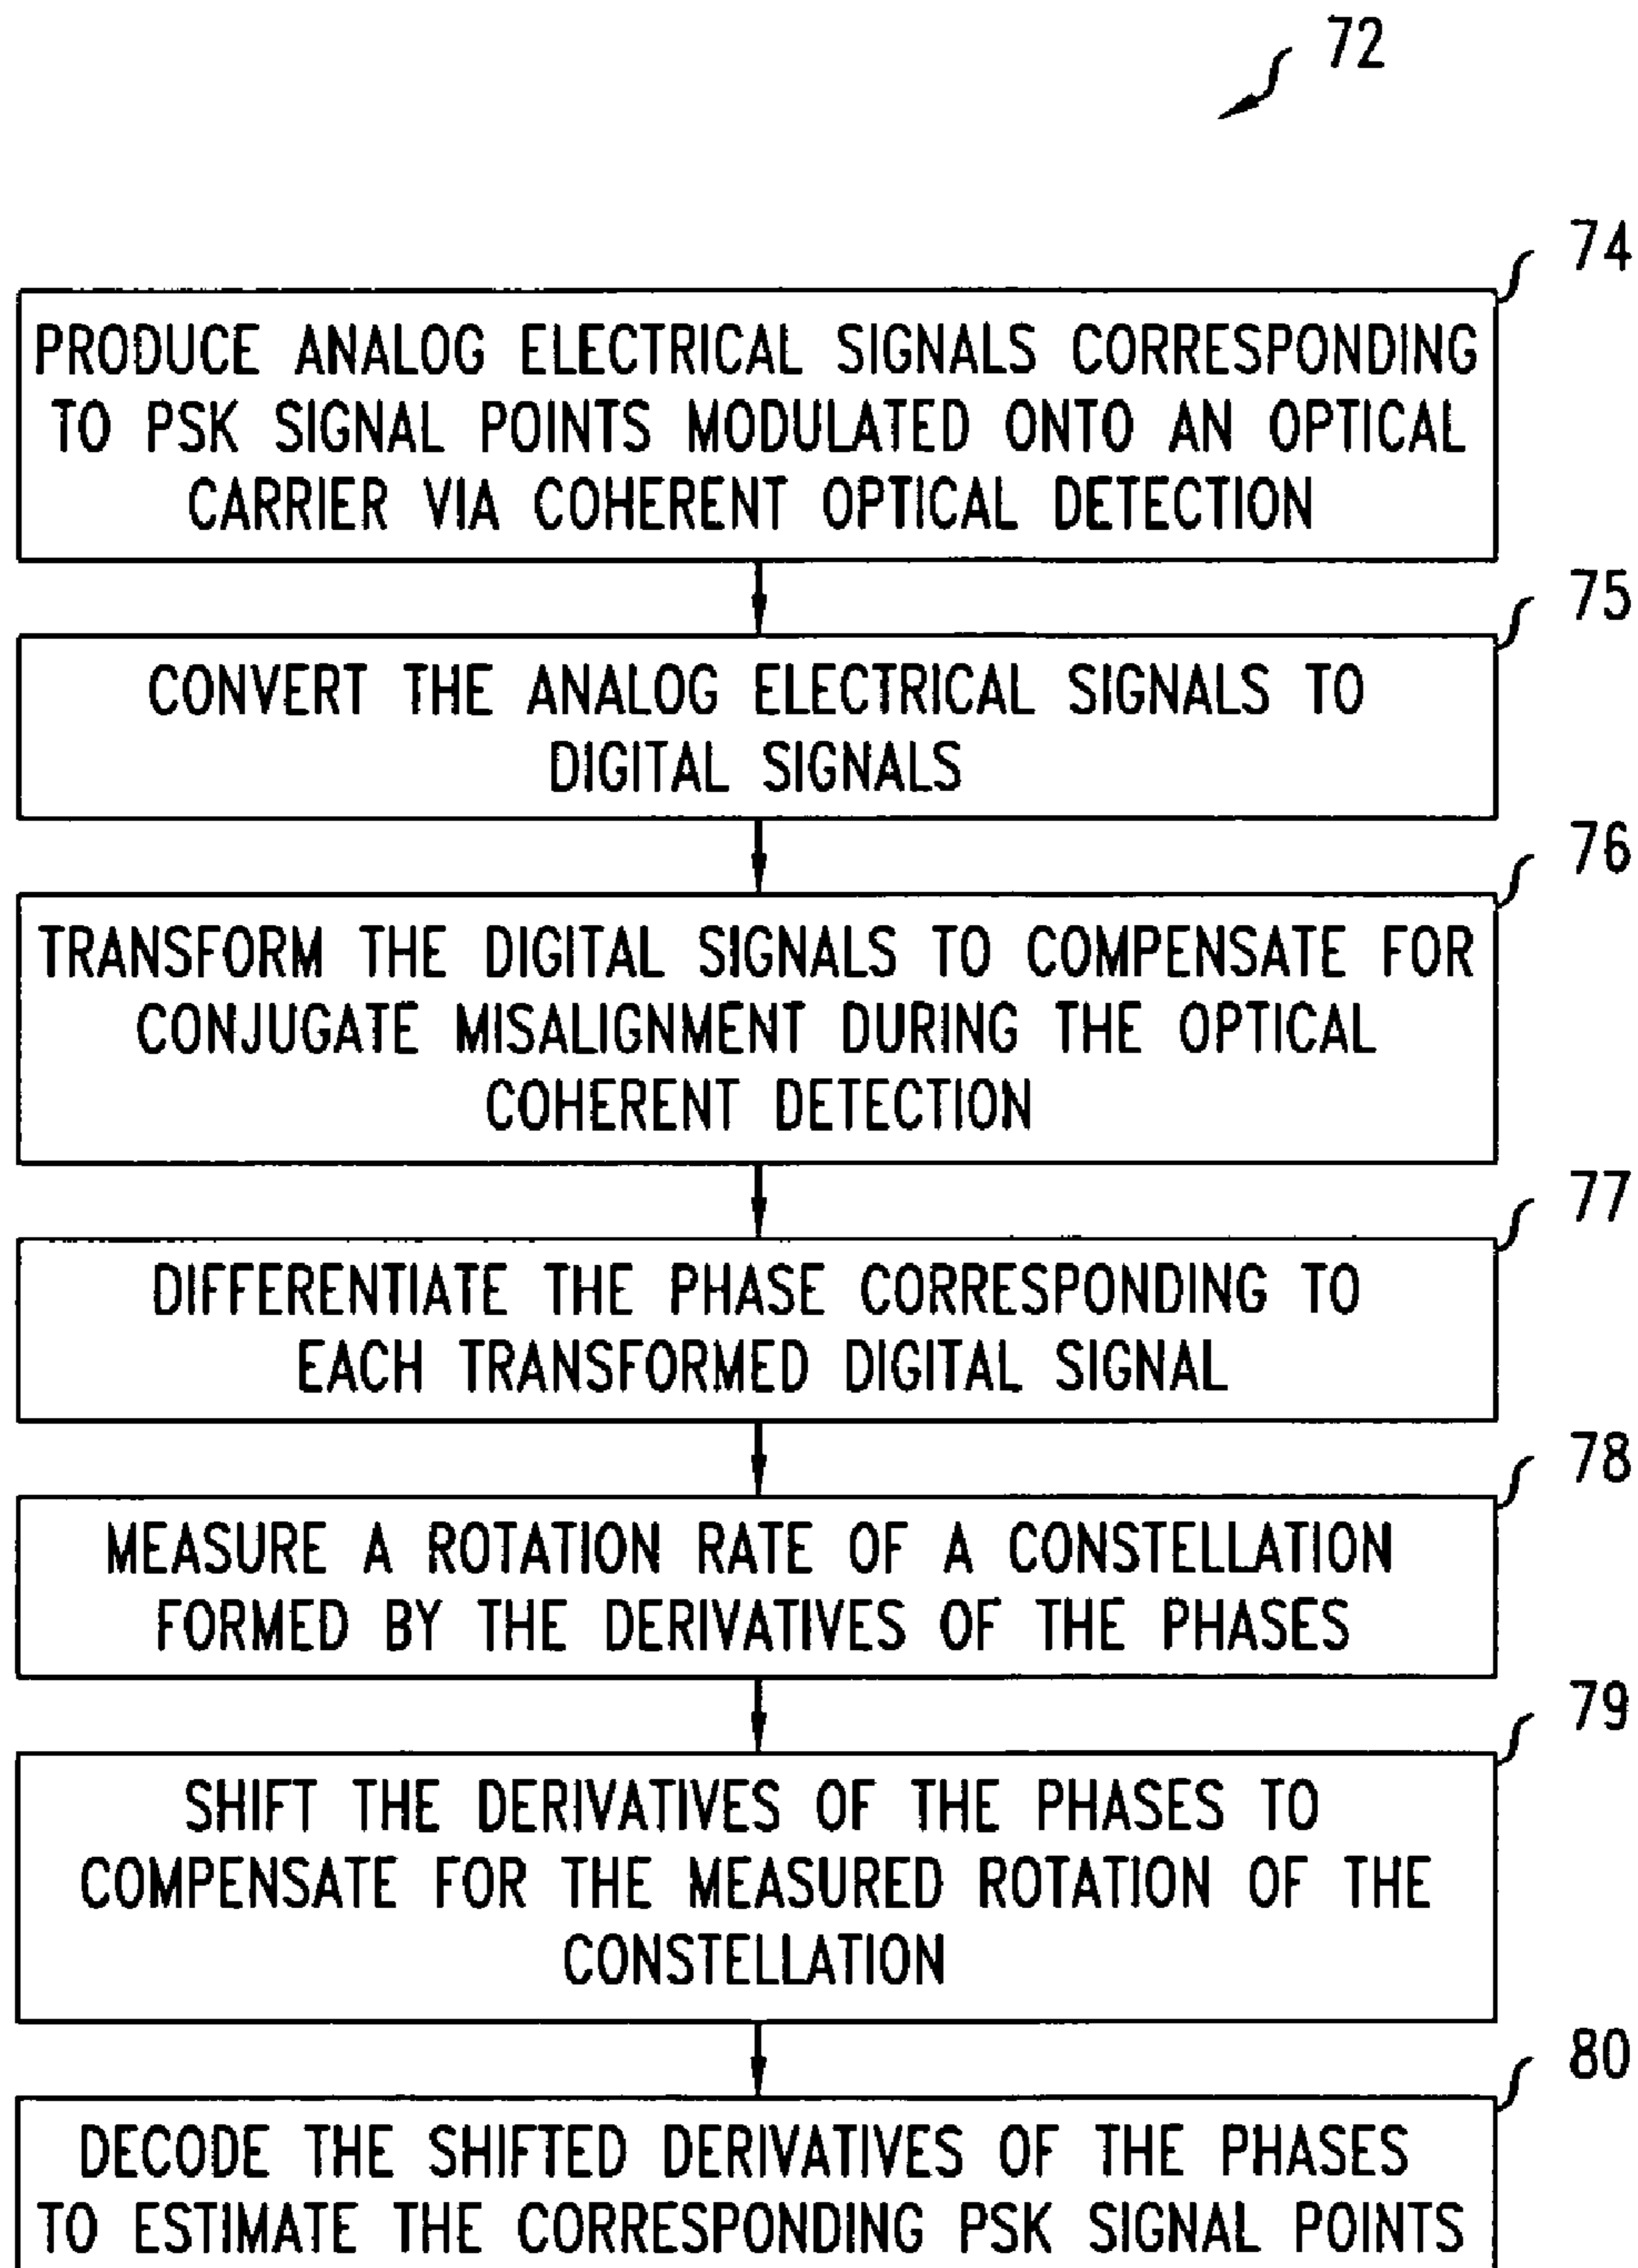 72
74
PRODUCE ANALOG ELECTRICAL SIGNALS CORRESPONDING
TO PSK SIGNAL POINTS MODULATED ONTO AN OPTICAL
CARRIER VIA COHERENT OPTICAL DETECTION
75
CONVERT THE ANALOG ELECTRICAL SIGNALS TO
DIGITAL SIGNALS
76
TRANSFORM THE DIGITAL SIGNALS TO COMPENSATE FOR
CONJUGATE MISALIGNMENT DURING THE OPTICAL
COHERENT DETECTION
77
DIFFERENTIATE THE PHASE CORRESPONDING TO
EACH TRANSFORMED DIGITAL SIGNAL
78
MEASURE A ROTATION RATE OF A CONSTELLATION
FORMED BY THE DERIVATIVES OF THE PHASES
79
SHIFT THE DERIVATIVES OF THE PHASES TO
COMPENSATE FOR THE MEASURED ROTATION OF THE
CONSTELLATION
80
DECODE THE SHIFTED DERIVATIVES OF THE PHASES
TO ESTIMATE THE CORRESPONDING PSK SIGNAL POINTS